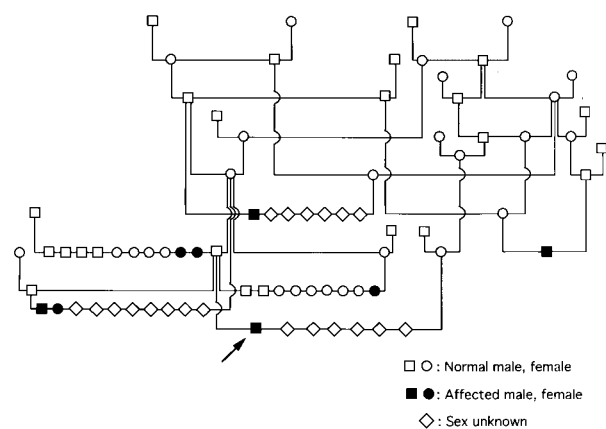 □ ○ : Normal male, female
■ ● : Affected male, female
◇ : Sex unknown